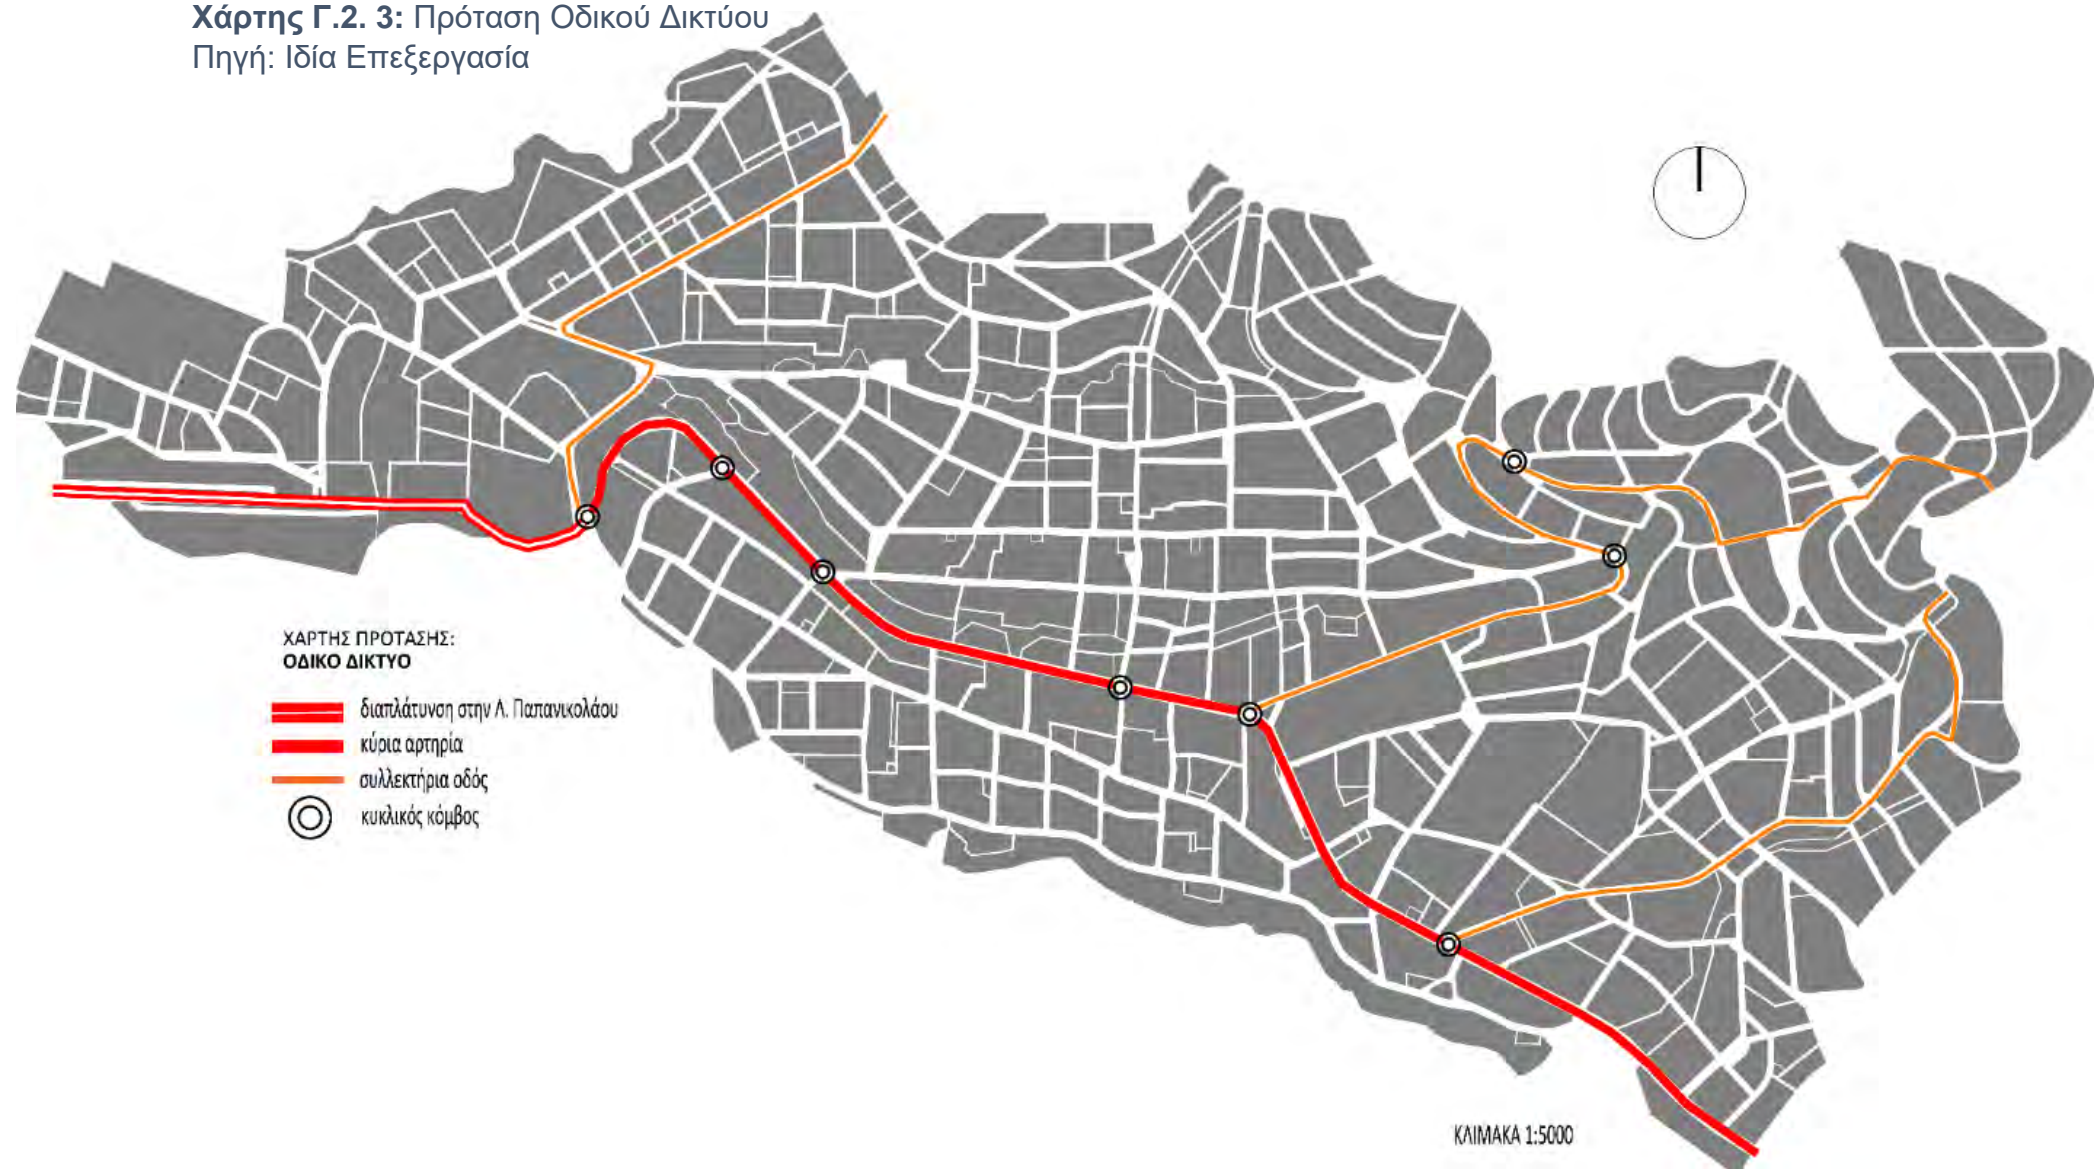 Χάρτης Γ.2. 3: Πρόταση Οδικού Δικτύου
Πηγή: Ιδία Επεξεργασία
ΧΑΡΤΗΣ ΠΡΟΤΑΣΗΣ:
ΟΔΙΚΟ ΔΙΚΤΥΟ
διαπλάτυνση στην Λ. Παπανικολάου
κύρια αρτηρία
συλλεκτήρια οδός
κυκλικός κόμβος
ΚΛΙΜΑΚΑ 1:5000